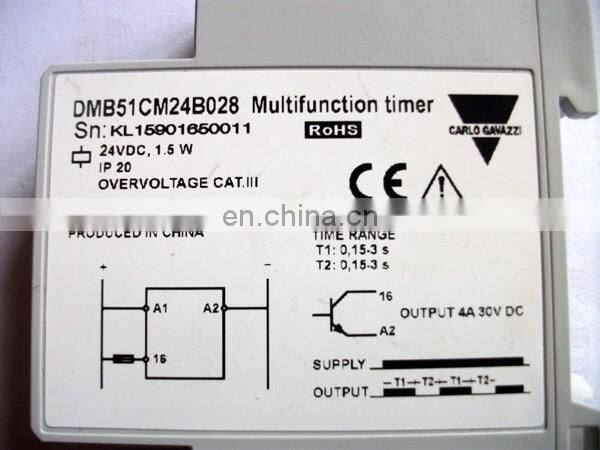 DMB51CM24B028 Multifunction timer
Sn: KL15901650011
RoHS
CARLO GAVAZZI
24VDC, 1.5 W
IP 20
OVERVOLTAGE CAT.III
CE
!
en.china.cn
PRODUCED IN CHINA
TIME RANGE
T1: 0,15-3 s
T2: 0,15-3 s
+ -
A1 A2
16
16
OUTPUT 4A 30V DC
A2
SUPPLY
OUTPUT
T1 T2 T1 T2